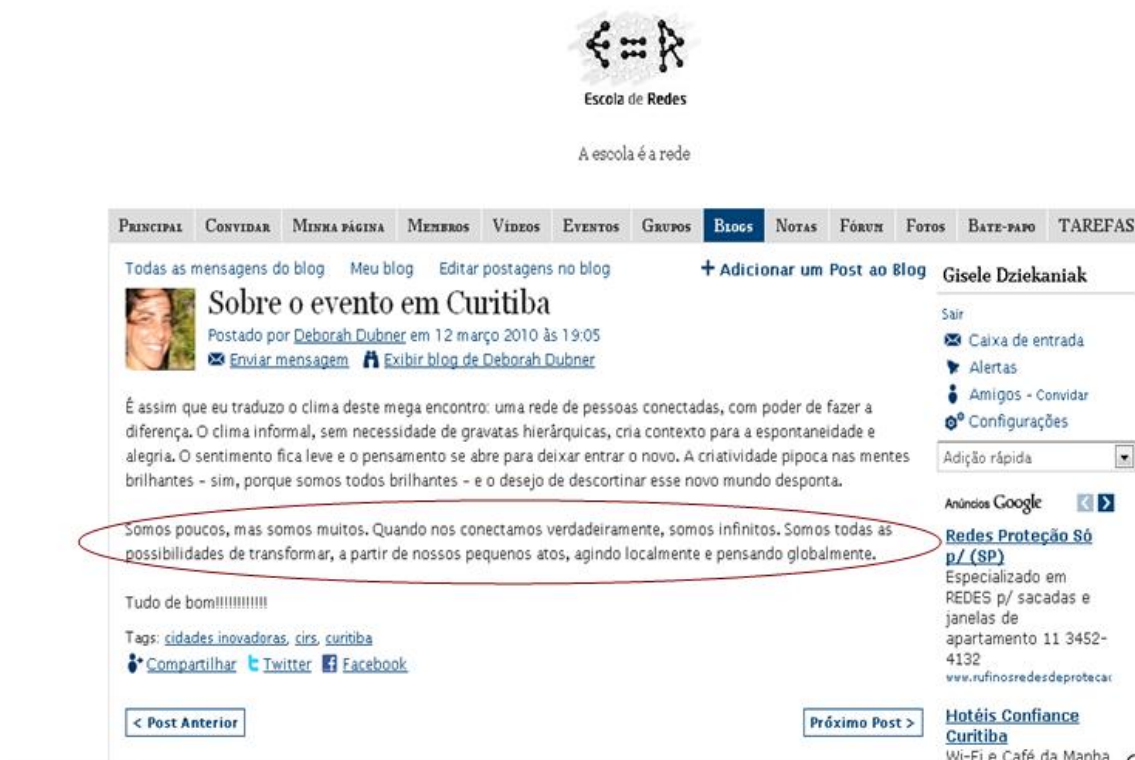 E=R
Escola de Redes
A escola é a rede
Principal Convidar Minha página Membros Vídeos Eventos Grupos Blogs Notas Fórum Fotos Bate-papo TAREFAS
Todas as mensagens do blog Meu blog Editar postagens no blog + Adicionar um Post ao Blog
Sobre o evento em Curitiba
Postado por Deborah Dubner em 12 março 2010 às 19:05
Enviar mensagem Exibir blog de Deborah Dubner
É assim que eu traduzo o clima deste mega encontro: uma rede de pessoas conectadas, com poder de fazer a
diferença. O clima informal, sem necessidade de gravatas hierárquicas, cria contexto para a espontaneidade e
alegria. O sentimento fica leve e o pensamento se abre para deixar entrar o novo. A criatividade pipoca nas mentes
brilhantes - sim, porque somos todos brilhantes - e o desejo de descortinar esse novo mundo desponta.
Somos poucos, mas somos muitos. Quando nos conectamos verdadeiramente, somos infinitos. Somos todas as
possibilidades de transformar, a partir de nossos pequenos atos, agindo localmente e pensando globalmente.
Tudo de bom!!!!!!!!!!!!
Tags: cidades inovadoras, cirs, curitiba
Compartilhar Twitter Facebook
< Post Anterior Próximo Post >
Gisele Dziekaniak
Sair
Caixa de entrada
Alertas
Amigos - Convidar
Configurações
Adição rápida
Anúncios Google
Redes Proteção Só
p/ (SP)
Especializado em
REDES p/ sacadas e
janelas de
apartamento 11 3452-
4132
www.rufinosredesdeprotecac
Hotéis Confiance
Curitiba
Wi-Fi e Café da Manha